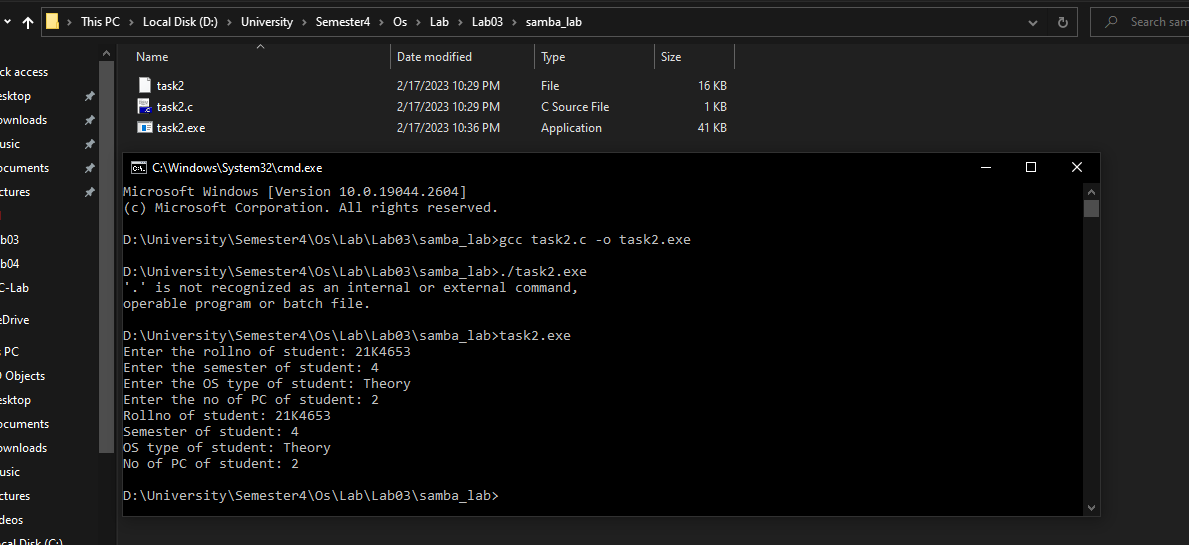 This PC > Local Disk (D:) > University > Semester4 > Os > Lab > Lab03 > samba_lab
Search sam
Name Date modified Type Size
task2 2/17/2023 10:29 PM File 16 KB
task2.c 2/17/2023 10:29 PM C Source File 1 KB
task2.exe 2/17/2023 10:36 PM Application 41 KB
ck access
esktop
ownloads
usic
ocuments
ctures
b03
b04
C-Lab
eDrive
PC
D Objects
esktop
ocuments
ownloads
usic
ctures
deos
cal Disk (C:)
C:\Windows\System32\cmd.exe
Microsoft Windows [Version 10.0.19044.2604]
(c) Microsoft Corporation. All rights reserved.
D:\University\Semester4\Os\Lab\Lab03\samba_lab>gcc task2.c -o task2.exe
D:\University\Semester4\Os\Lab\Lab03\samba_lab>./task2.exe
'.' is not recognized as an internal or external command,
operable program or batch file.
D:\University\Semester4\Os\Lab\Lab03\samba_lab>task2.exe
Enter the rollno of student: 21K4653
Enter the semester of student: 4
Enter the OS type of student: Theory
Enter the no of PC of student: 2
Rollno of student: 21K4653
Semester of student: 4
OS type of student: Theory
No of PC of student: 2
D:\University\Semester4\Os\Lab\Lab03\samba_lab>